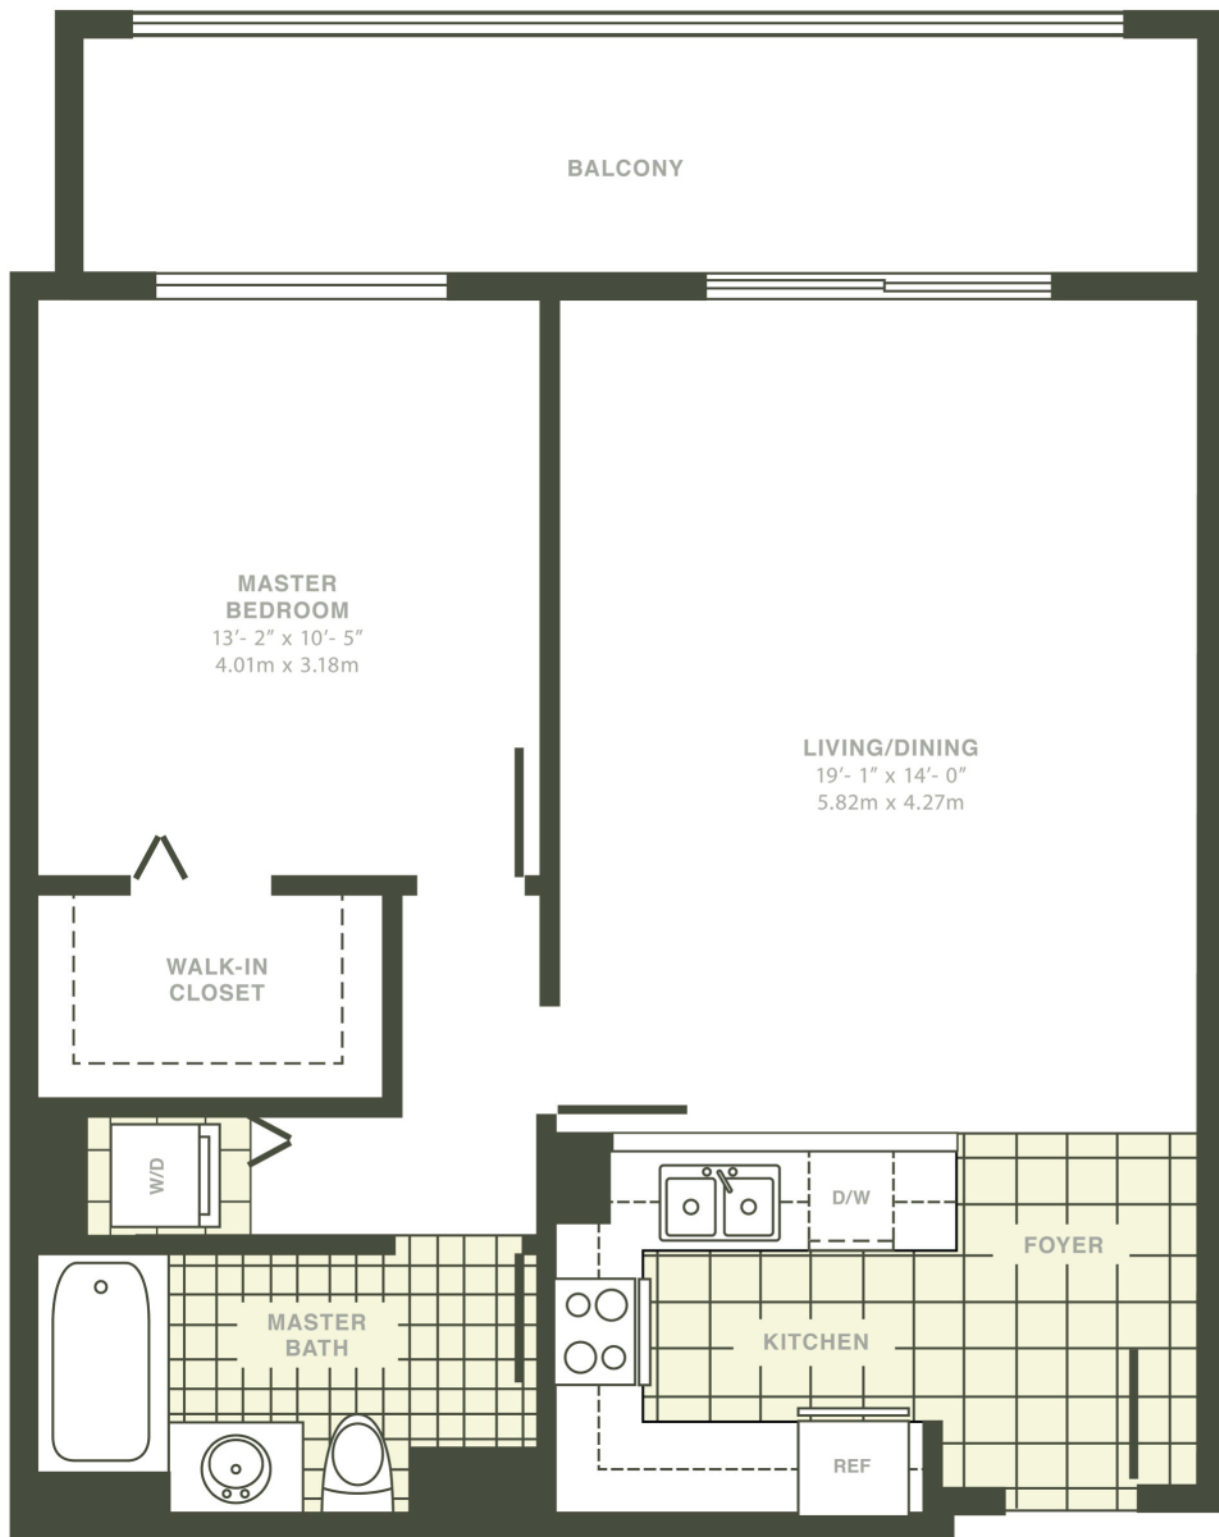 BALCONY
MASTER
BEDROOM
13′- 2″ x 10′- 5″
4.01m x 3.18m
LIVING/DINING
19′- 1″ x 14′- 0″
5.82m x 4.27m
WALK-IN
CLOSET
W/D
D/W
FOYER
MASTER
BATH
KITCHEN
REF